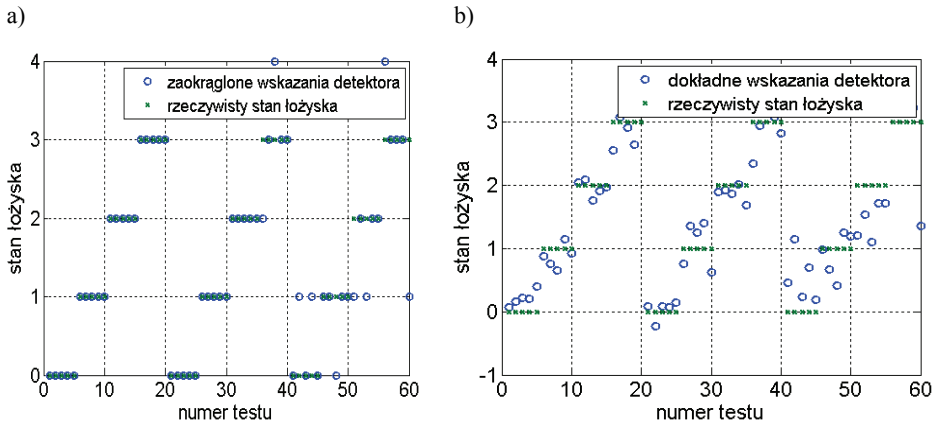 a)
4
3
2
1
0
0 10 20 30 40 50 60
stan łożyska
numer testu
zaokrąglone wskazania detektora
rzeczywisty stan łożyska
b)
4
3
2
1
0
-1
0 10 20 30 40 50 60
stan łożyska
numer testu
dokładne wskazania detektora
rzeczywisty stan łożyska